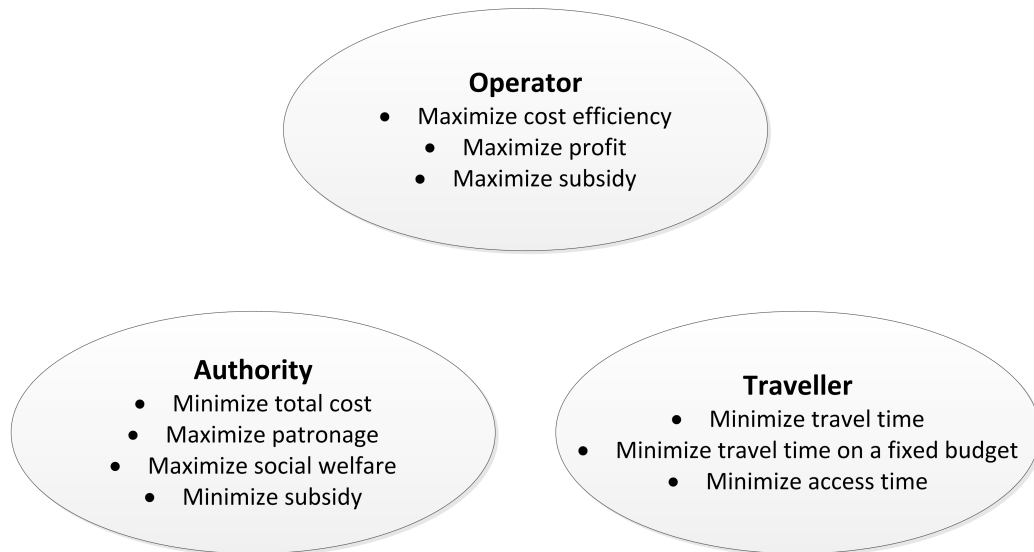 Operator
• Maximize cost efficiency
• Maximize profit
• Maximize subsidy
Authority
• Minimize total cost
• Maximize patronage
• Maximize social welfare
• Minimize subsidy
Traveller
• Minimize travel time
• Minimize travel time on a fixed budget
• Minimize access time